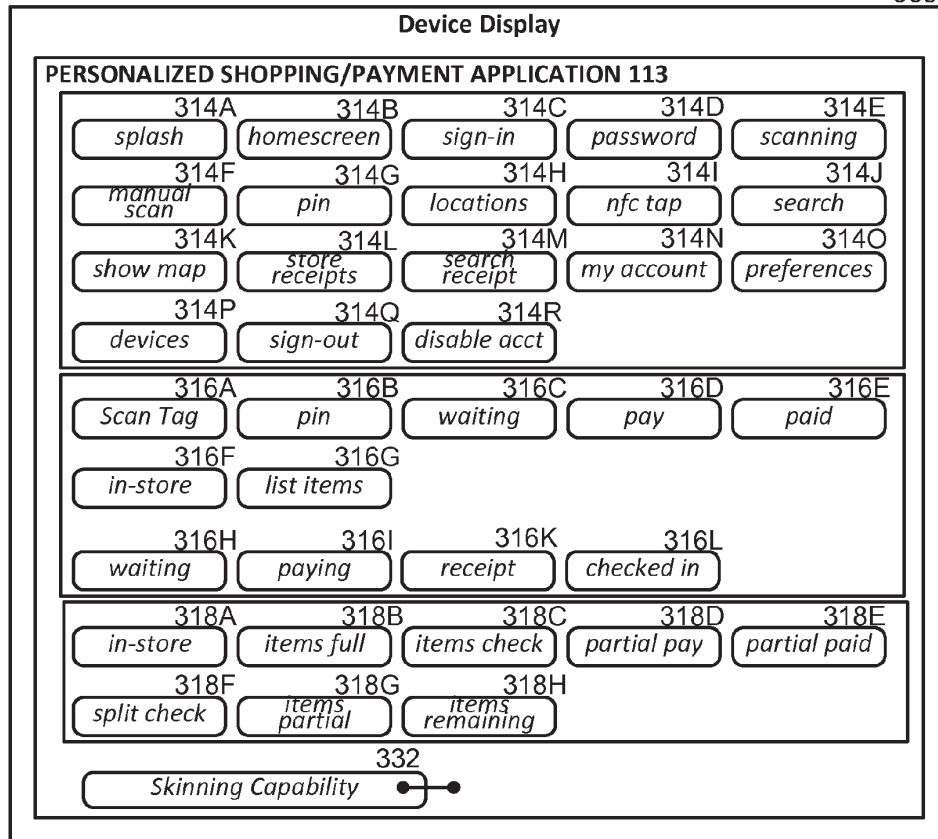 Device Display
PERSONALIZED SHOPPING/PAYMENT APPLICATION 113
314A 314B 314C 314D 314E
splash homescreen sign-in password scanning
314F 314G 314H 314I 314J
manual
scan pin locations nfc tap search
314K 314L 314M 314N 314O
show map store
receipts search
receipt my account preferences
314P 314Q 314R
devices sign-out disable acct
316A 316B 316C 316D 316E
Scan Tag pin waiting pay paid
316F 316G
in-store list items
316H 316I 316K 316L
waiting paying receipt checked in
318A 318B 318C 318D 318E
in-store items full items check partial pay partial paid
318F 318G 318H
split check items
partial items
remaining
332
Skinning Capability